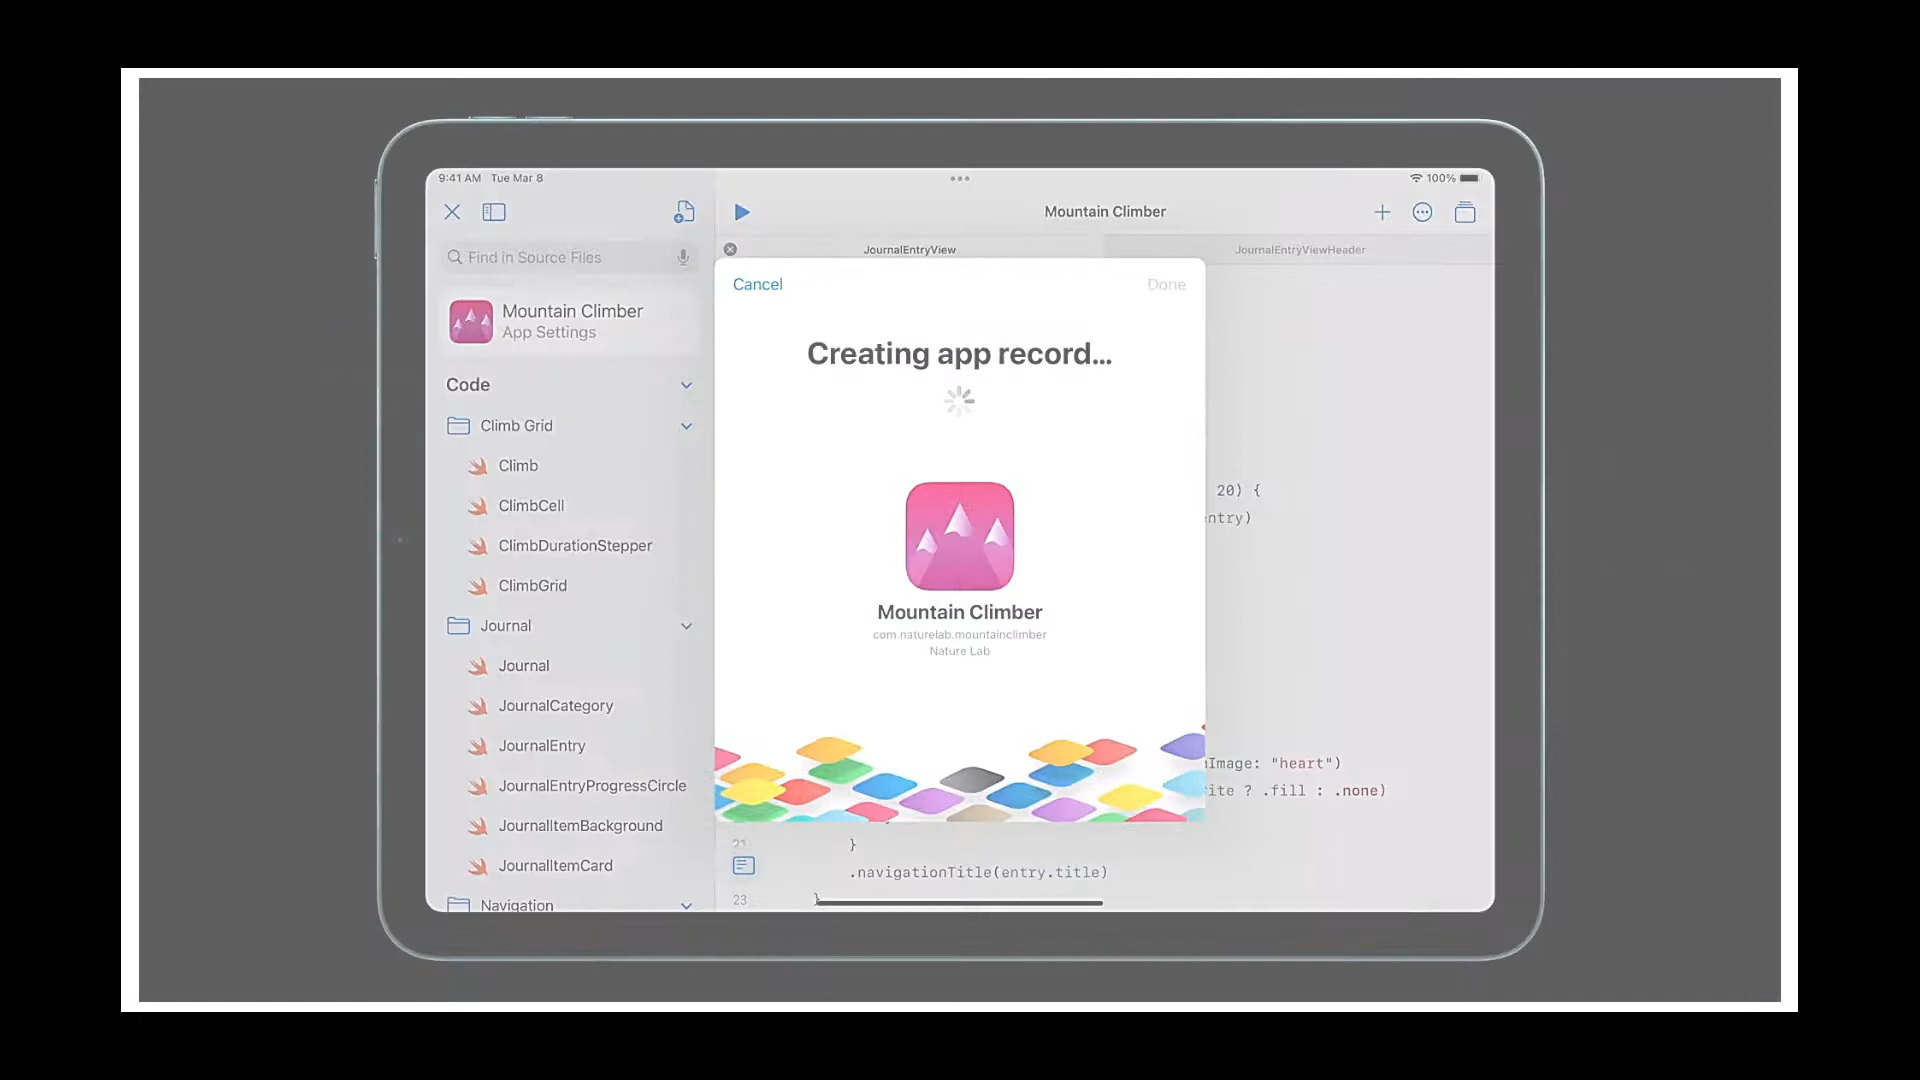 9:41 AM Tue Mar 8
100%
Mountain Climber
Find in Source Files
JournalEntryView
JournalEntryViewHeader
Mountain Climber
App Settings
Code
Climb Grid
Climb
ClimbCell
ClimbDurationStepper
ClimbGrid
Journal
Journal
JournalCategory
JournalEntry
JournalEntryProgressCircle
JournalItemBackground
JournalItemCard
Navigation
Cancel
Done
Creating app record...
Mountain Climber
com.naturelab.mountainclimber
Nature Lab
20) {
entry)
Image: "heart")
? .fill : .none)
21 }
.navigationTitle(entry.title)
23 }